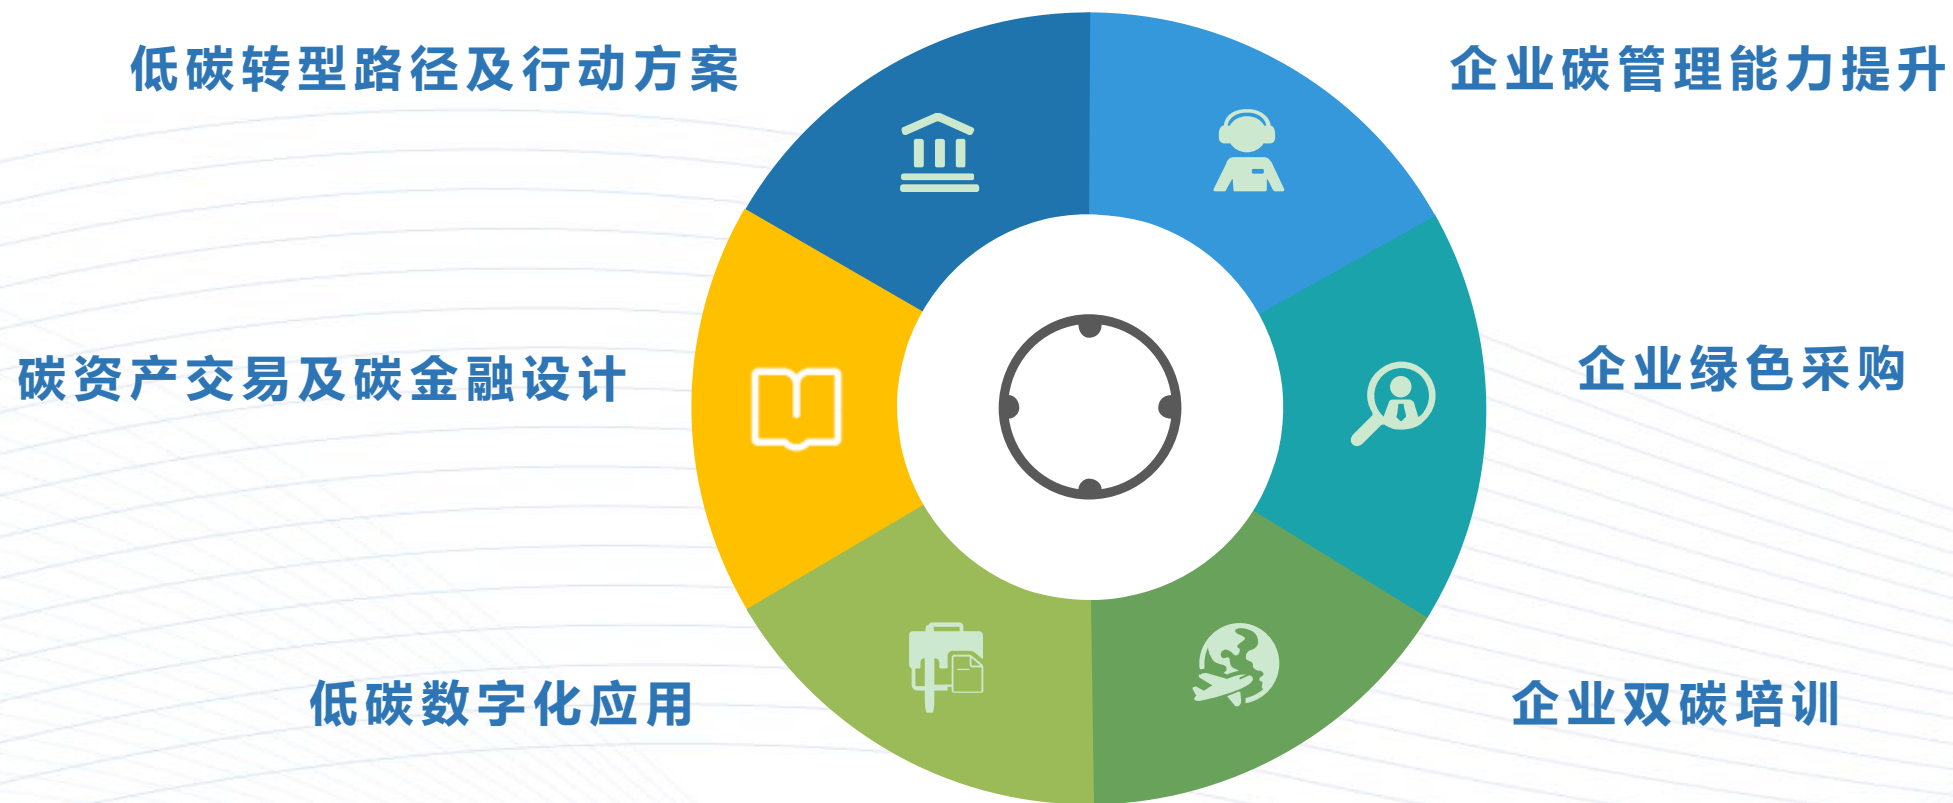 低碳转型路径及行动方案
企业碳管理能力提升
碳资产交易及碳金融设计
企业绿色采购
低碳数字化应用
企业双碳培训